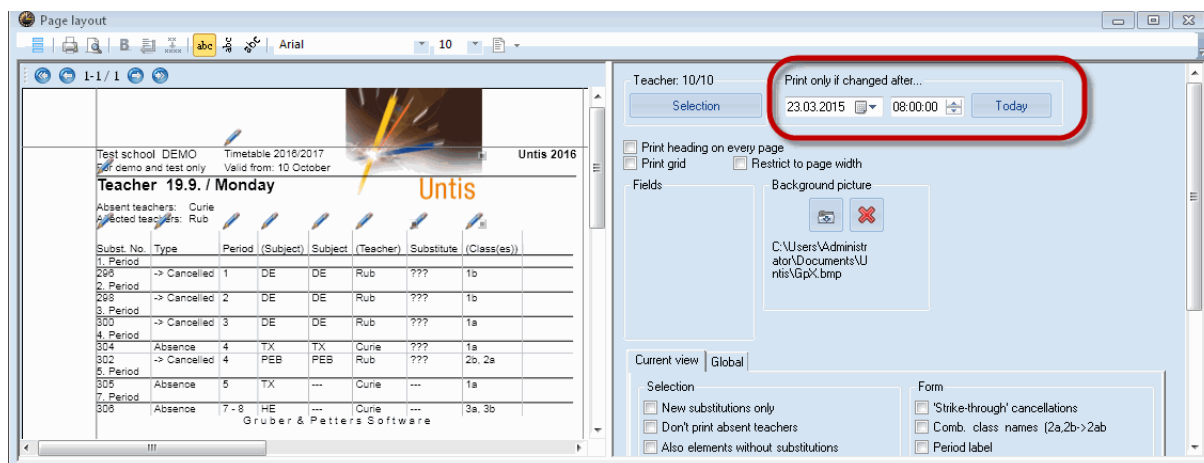 Page layout
B abc Arial 10
1-1 / 1
Test school DEMO Timetable 2016/2017 Untis 2016
For demo and test only Valid from: 10 October
Teacher 19.9. / Monday
Untis
Absent teachers: Curie
Affected teachers: Rub
Subst. No. Type Period (Subject) Subject (Teacher) Substitute (Class(es))
1. Period
296 -> Cancelled 1 DE DE Rub ??? 1b
2. Period
298 -> Cancelled 2 DE DE Rub ??? 1b
3. Period
300 -> Cancelled 3 DE DE Rub ??? 1a
4. Period
304 Absence 4 TX TX Curie ??? 1a
302 -> Cancelled 4 PEB PEB Rub ??? 2b, 2a
5. Period
305 Absence 5 TX --- Curie --- 1a
7. Period
306 Absence 7 - 8 HE --- Curie --- 3a, 3b
Gruber & Petters Software
Teacher: 10/10
Selection
Print only if changed after...
23.03.2015 08:00:00 Today
Print heading on every page
Print grid Restrict to page width
Fields
Background picture
C:\Users\Administr
ator\Documents\U
ntis\GpX.bmp
Current view Global
Selection
New substitutions only
Don't print absent teachers
Also elements without substitutions
Form
'Strike-through' cancellations
Comb. class names (2a,2b->2ab
Period label